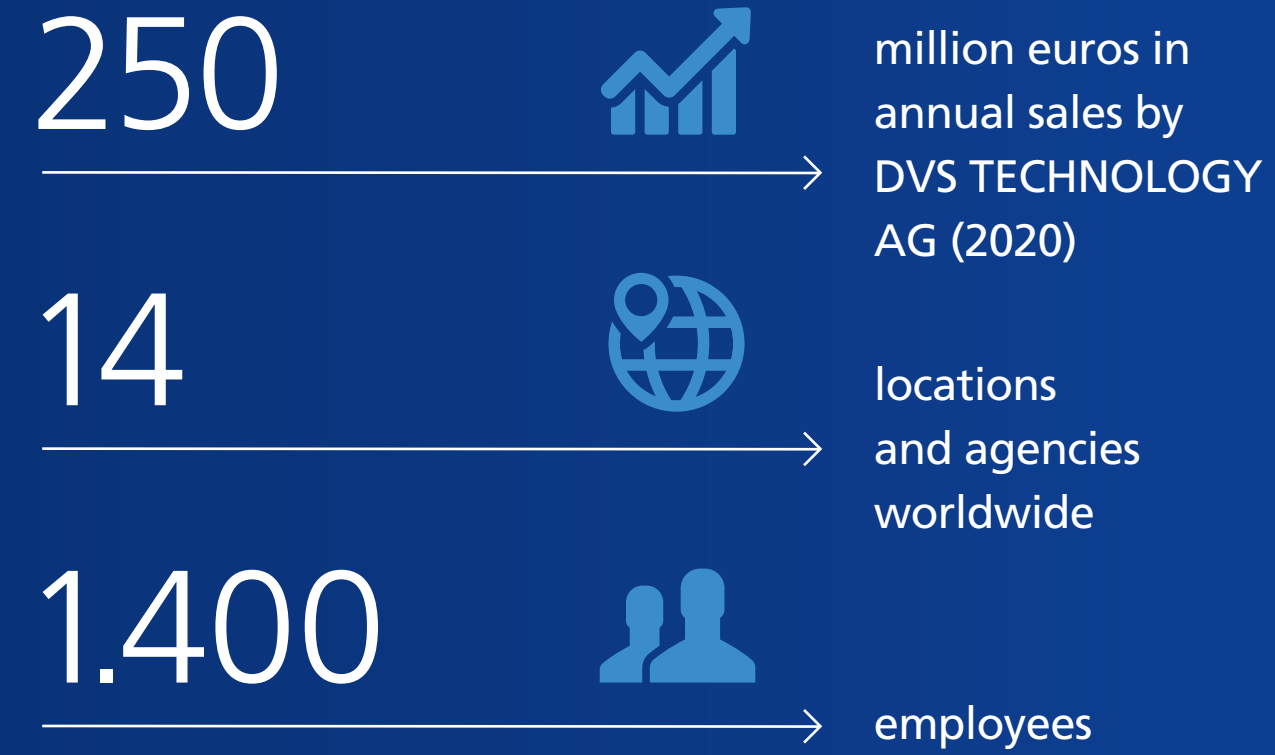 250
million euros in
annual sales by
DVS TECHNOLOGY
AG (2020)
14
locations
and agencies
worldwide
1.400
employees